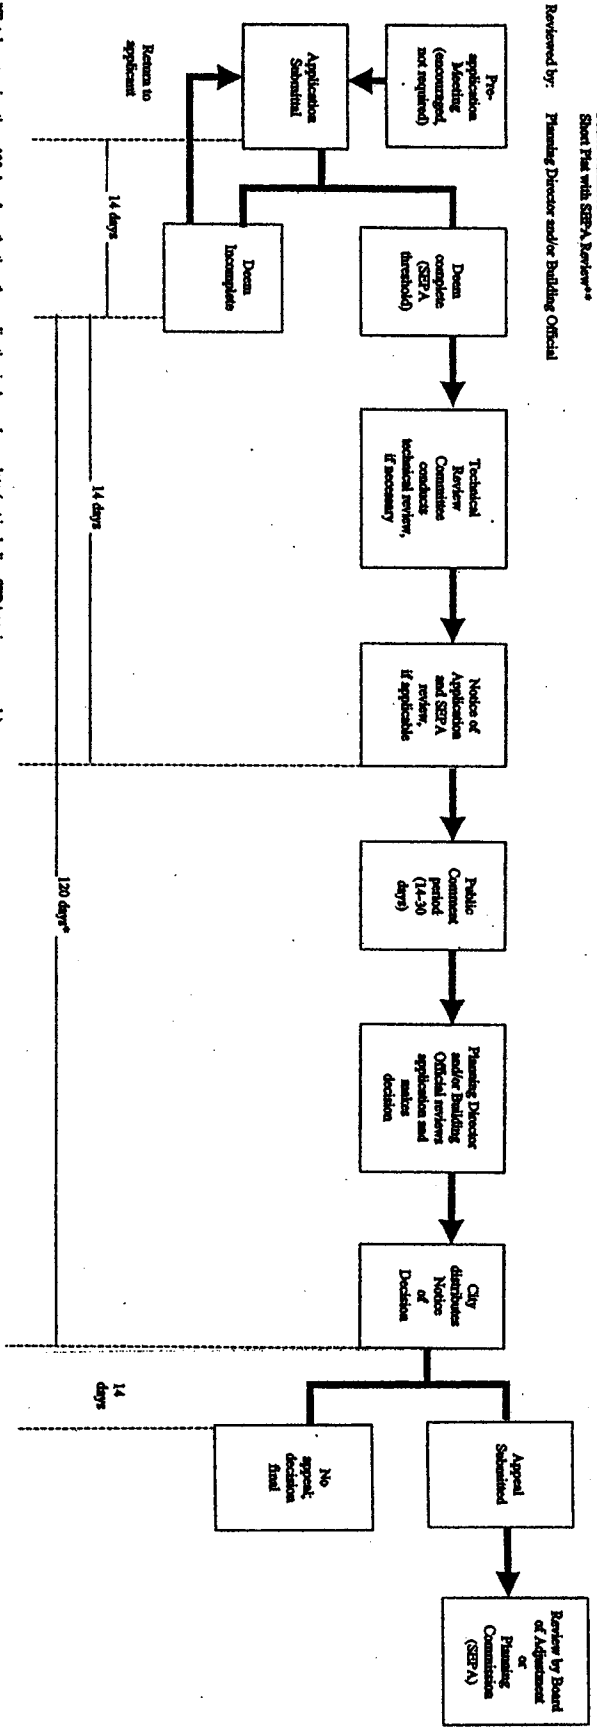 Short Plat with SEPA Review**
Reviewed by: Planning Director and/or Building Official
Pre-
application
Meeting
(encouraged,
not required)
Application
Submittal
Return to
applicant
14 days
Deem
complete
(SEPA
threshold)
Deem
Incomplete
Technical
Review
Committee
conducts
technical review,
if necessary
14 days
Notice of
Application
and SEPA
review,
if applicable
Public
Comment
period
(14-30
days)
120 days*
Planning Director
and/or Building
Official reviews
application and
makes
decision
City
distributes
Notice
of
Decision
14
days
Appeal
Submitted
No
appeal;
decision
final
Review by Board
of Adjustment
or
Planning
Commission
(SEPA)